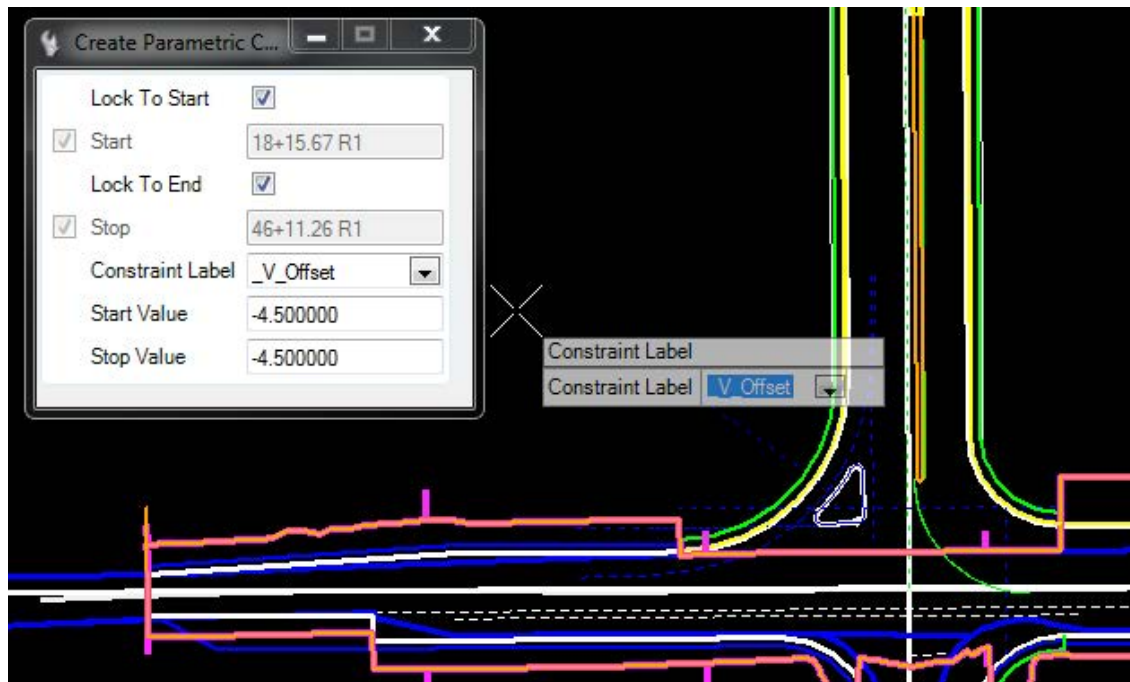 Create Parametric C...
Lock To Start
Start 18+15.67 R1
Lock To End
Stop 46+11.26 R1
Constraint Label _V_Offset
Start Value -4.500000
Stop Value -4.500000
Constraint Label
Constraint Label _V_Offset